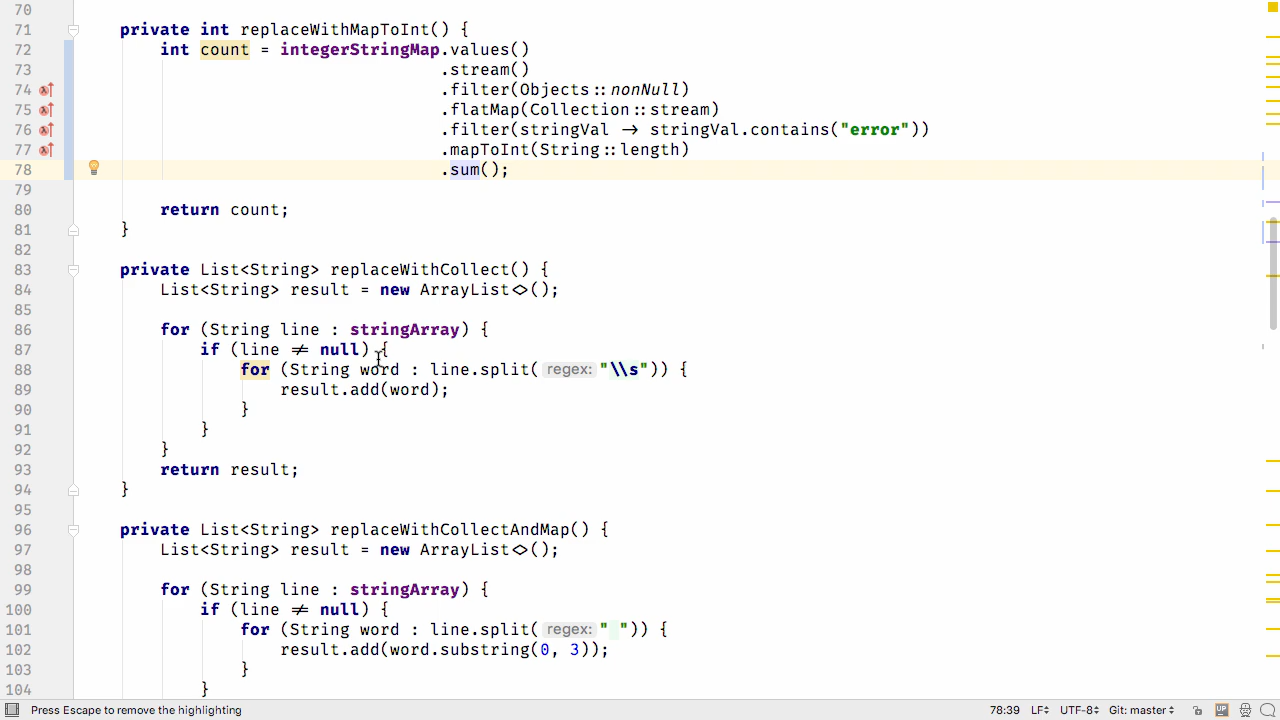 70
71 private int replaceWithMapToInt() {
72 int count = integerStringMap.values()
73 .stream()
74 .filter(Objects::nonNull)
75 .flatMap(Collection::stream)
76 .filter(stringVal → stringVal.contains("error"))
77 .mapToInt(String::length)
78 .sum();
79
80 return count;
81 }
82
83 private List<String> replaceWithCollect() {
84 List<String> result = new ArrayList<>();
85
86 for (String line : stringArray) {
87 if (line ≠ null) {
88 for (String word : line.split( regex: "\\s")) {
89 result.add(word);
90 }
91 }
92 }
93 return result;
94 }
95
96 private List<String> replaceWithCollectAndMap() {
97 List<String> result = new ArrayList<>();
98
99 for (String line : stringArray) {
100 if (line ≠ null) {
101 for (String word : line.split( regex: " ")) {
102 result.add(word.substring(0, 3));
103 }
104 }
Press Escape to remove the highlighting 78:39 LF UTF-8 Git: master UP